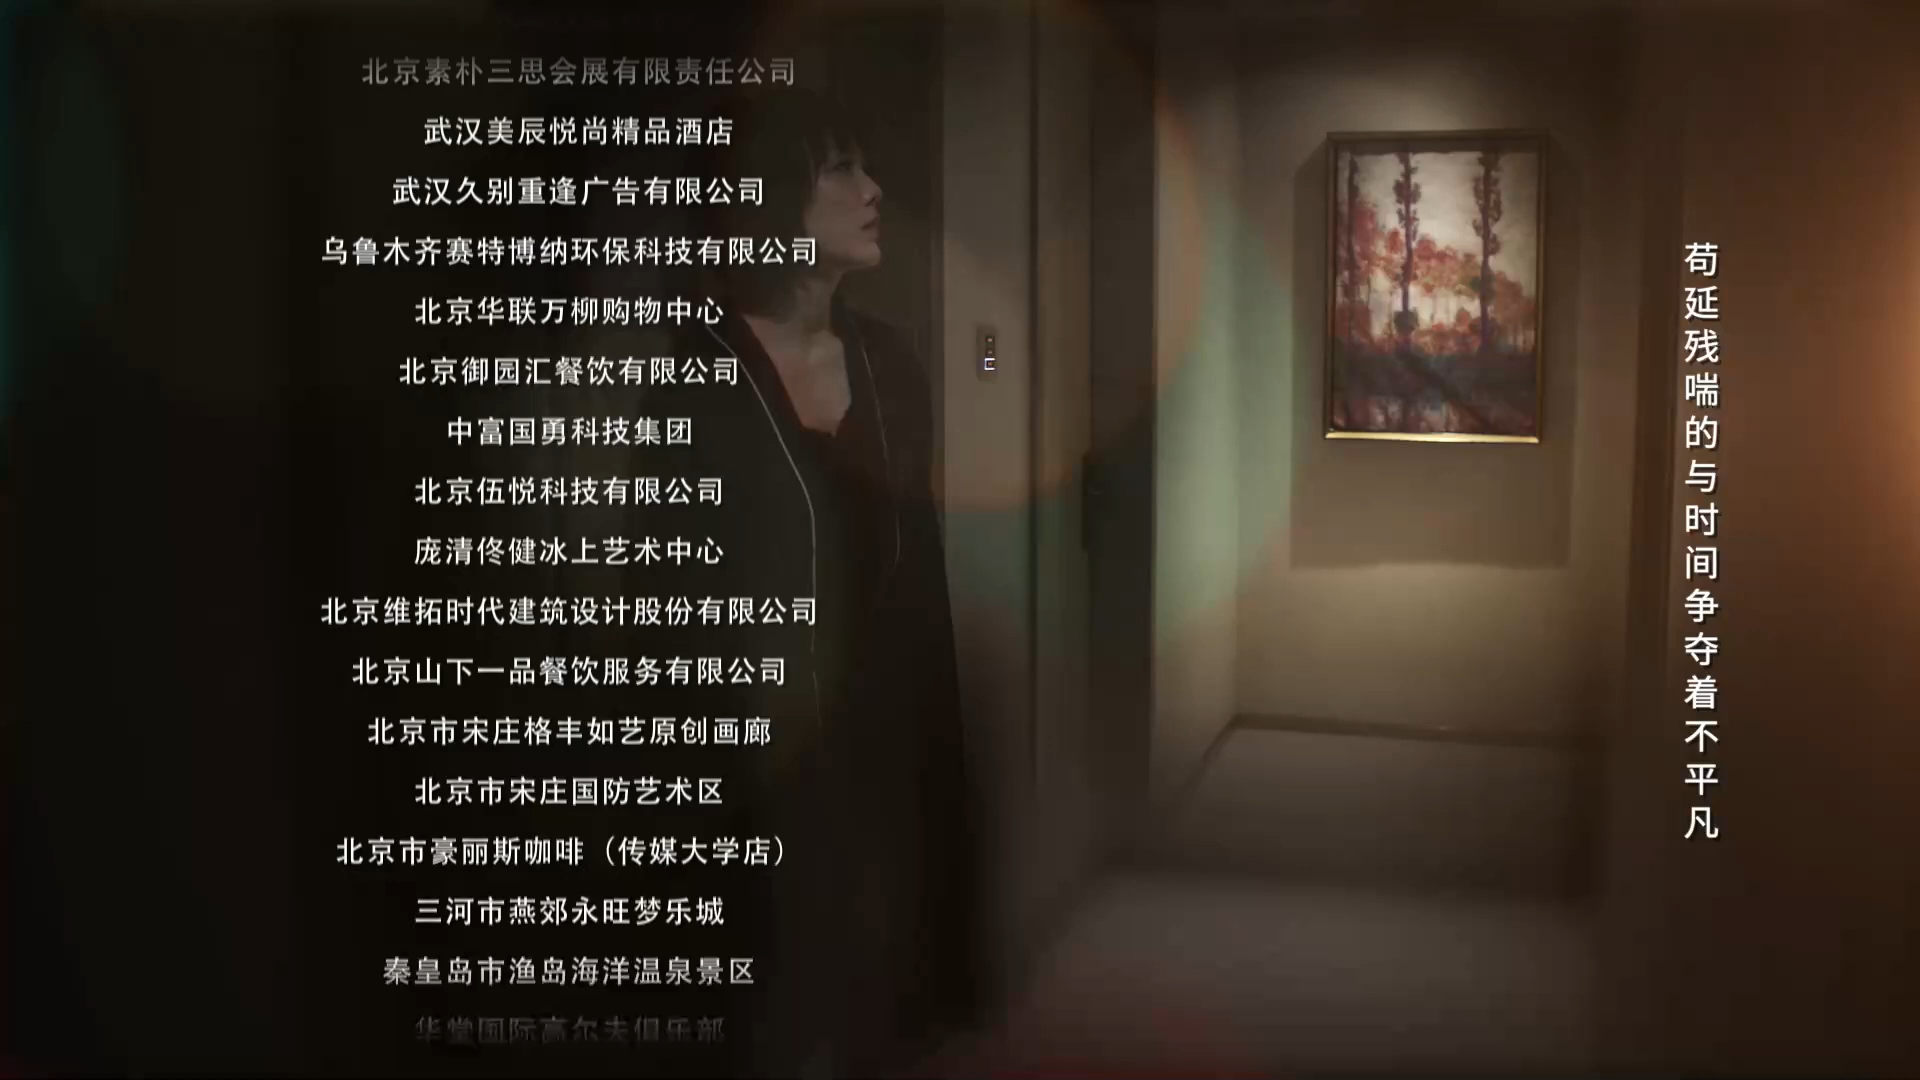 北京素朴三思会展有限责任公司
武汉美辰悦尚精品酒店
武汉久别重逢广告有限公司
乌鲁木齐赛特博纳环保科技有限公司
北京华联万柳购物中心
北京御园汇餐饮有限公司
中富国勇科技集团
北京伍悦科技有限公司
庞清佟健冰上艺术中心
北京维拓时代建筑设计股份有限公司
北京山下一品餐饮服务有限公司
北京市宋庄格丰如艺原创画廊
北京市宋庄国防艺术区
北京市豪丽斯咖啡（传媒大学店）
三河市燕郊永旺梦乐城
秦皇岛市渔岛海洋温泉景区
华堂国际高尔夫俱乐部
苟延残喘的与时间争夺着不平凡